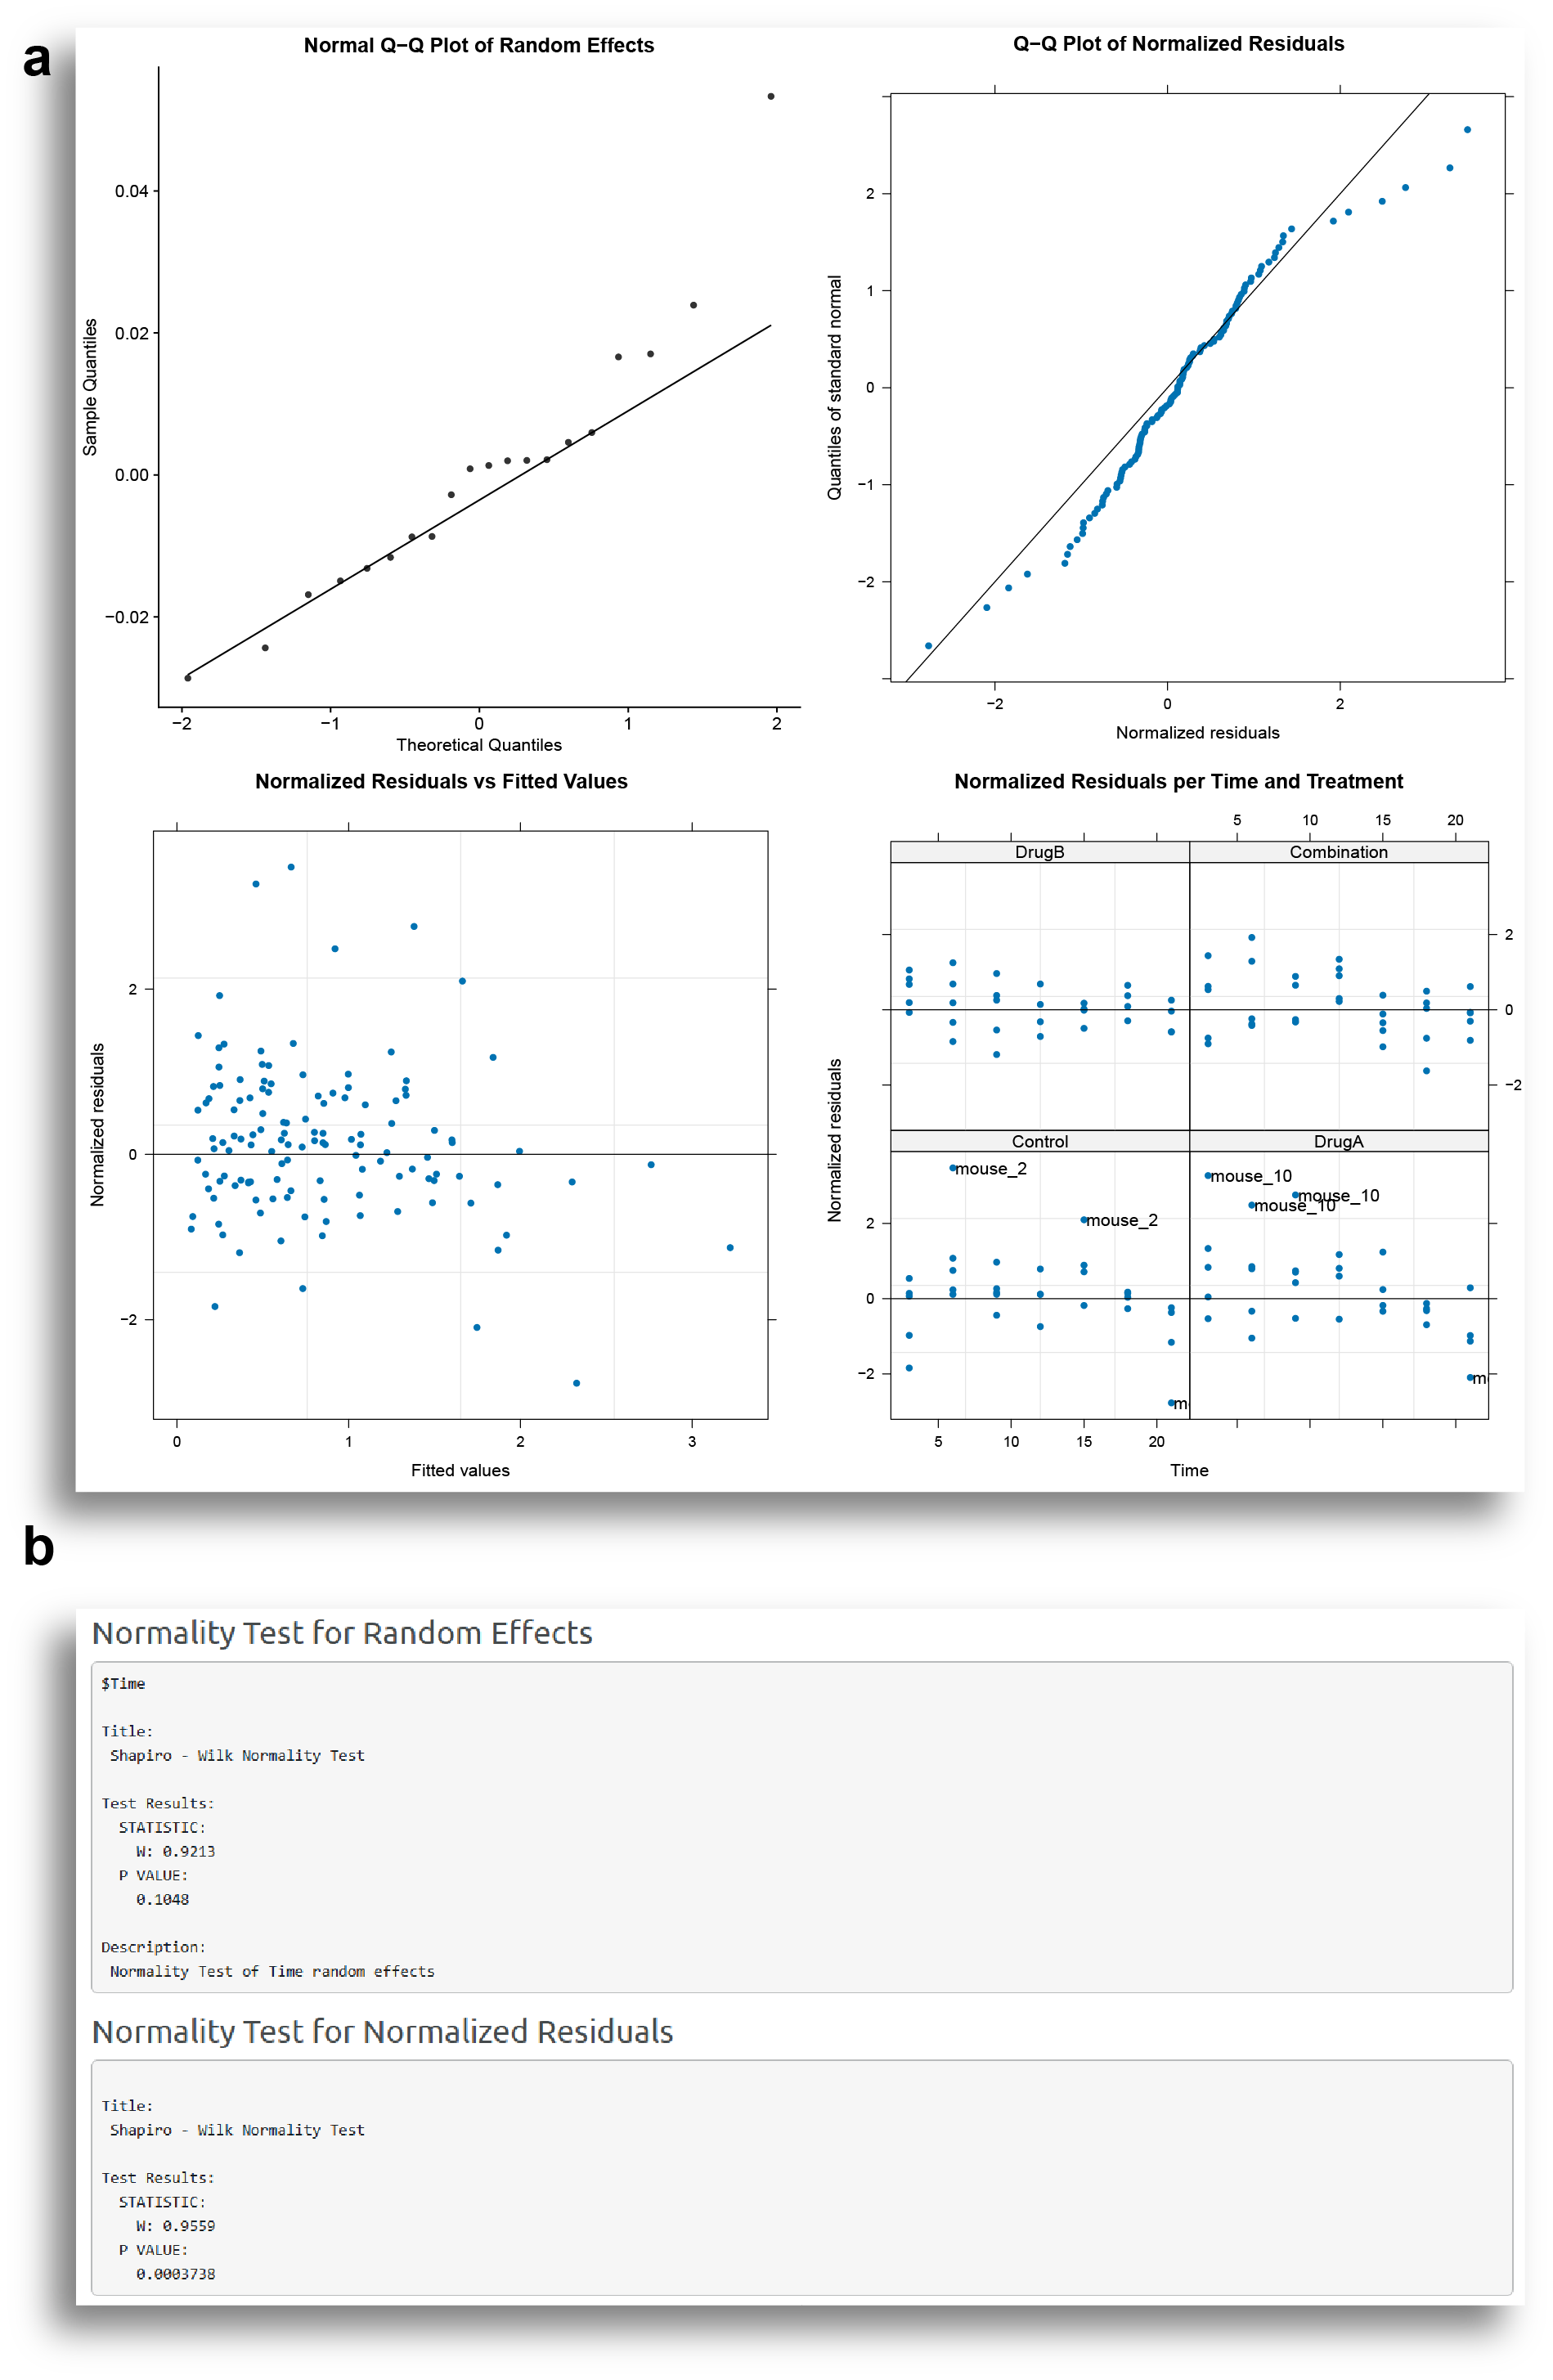 a
Normal Q−Q Plot of Random Effects
0.04
0.02
0.00
−0.02
Sample Quantiles
−2 −1 0 1 2
Theoretical Quantiles
Q−Q Plot of Normalized Residuals
2
1
0
−1
−2
Quantiles of standard normal
−2 0 2
Normalized residuals
Normalized Residuals vs Fitted Values
2
0
−2
Normalized residuals
0 1 2 3
Fitted values
Normalized Residuals per Time and Treatment
5 10 15 20
DrugB Combination
2
0
−2
Control DrugA
mouse_2
mouse_2
m
mouse_10
mouse_10
mouse_10
m
2
0
−2
Normalized residuals
5 10 15 20
Time
b
Normality Test for Random Effects
$Time
Title:
Shapiro - Wilk Normality Test
Test Results:
STATISTIC:
W: 0.9213
P VALUE:
0.1048
Description:
Normality Test of Time random effects
Normality Test for Normalized Residuals
Title:
Shapiro - Wilk Normality Test
Test Results:
STATISTIC:
W: 0.9559
P VALUE:
0.0003738